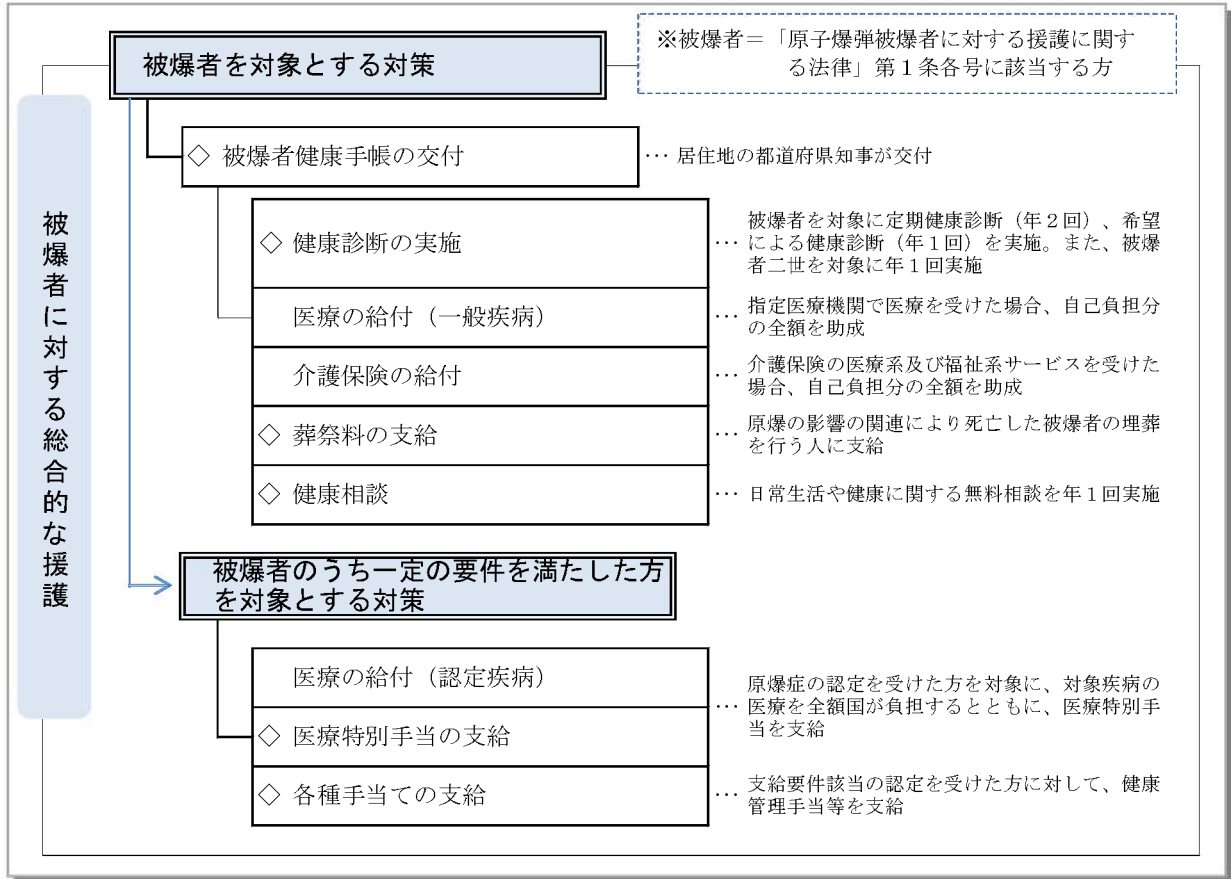 被爆者に対する総合的な援護
被爆者を対象とする対策
※被爆者＝「原子爆弾被爆者に対する援護に関す
る法律」第１条各号に該当する方
◇ 被爆者健康手帳の交付
… 居住地の都道府県知事が交付
◇ 健康診断の実施
被爆者を対象に定期健康診断（年２回）、希望
… による健康診断（年１回）を実施。また、被爆
者二世を対象に年１回実施
医療の給付（一般疾病）
… 指定医療機関で医療を受けた場合、自己負担分
の全額を助成
介護保険の給付
… 介護保険の医療系及び福祉系サービスを受けた
場合、自己負担分の全額を助成
◇ 葬祭料の支給
… 原爆の影響の関連により死亡した被爆者の埋葬
を行う人に支給
◇ 健康相談
… 日常生活や健康に関する無料相談を年１回実施
被爆者のうち一定の要件を満たした方
を対象とする対策
医療の給付（認定疾病）
◇ 医療特別手当の支給
原爆症の認定を受けた方を対象に、対象疾病の
… 医療を全額国が負担するとともに、医療特別手
当を支給
◇ 各種手当ての支給
… 支給要件該当の認定を受けた方に対して、健康
管理手当等を支給